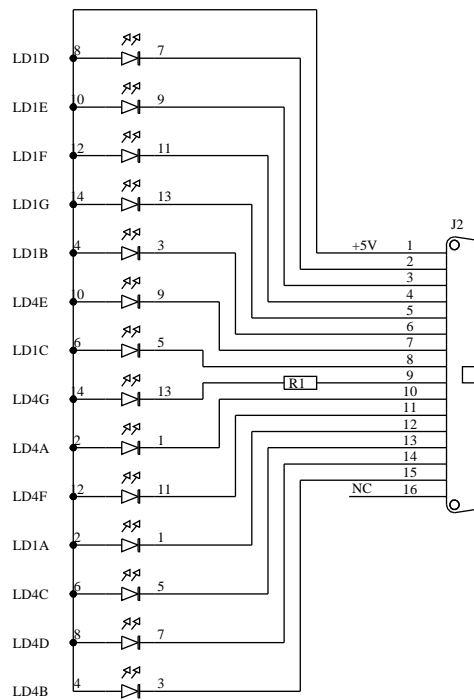 LD1D 8 7
LD1E 10 9
LD1F 12 11
LD1G 14 13
J2
+5V 1
LD1B 4 3
2
3
LD4E 10 9
4
5
6
LD1C 6 5
7
8
LD4G 14 13
R1 9
10
LD4A 2 1
11
12
13
LD4F 12 11
14
15
NC 16
LD1A 2 1
LD4C 6 5
LD4D 8 7
LD4B 4 3